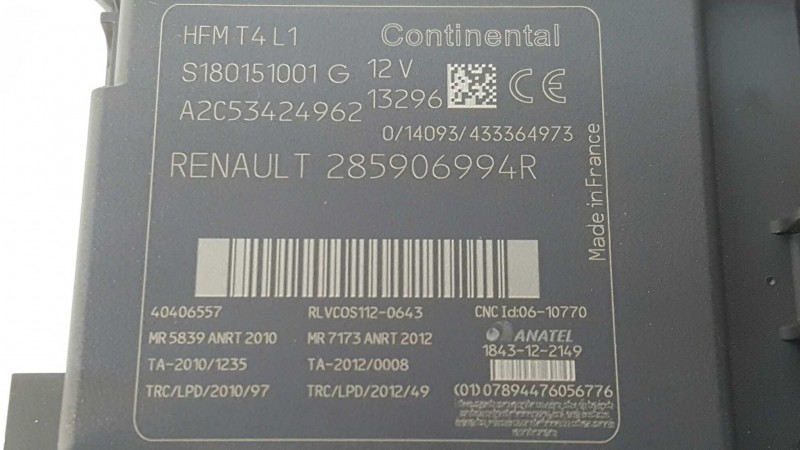 HFM T4 L1 Continental
S180151001 G 12 V
A2C53424962 13296 CE
0/14093/433364973
RENAULT 285906994R
Made in France
40406557 RLVCOS112-0643 CNC Id:06-10770
MR 5839 ANRT 2010 MR 7173 ANRT 2012 ANATEL
TA-2010/1235 TA-2012/0008 1843-12-2149
TRC/LPD/2010/97 TRC/LPD/2012/49 (01)07894476056776